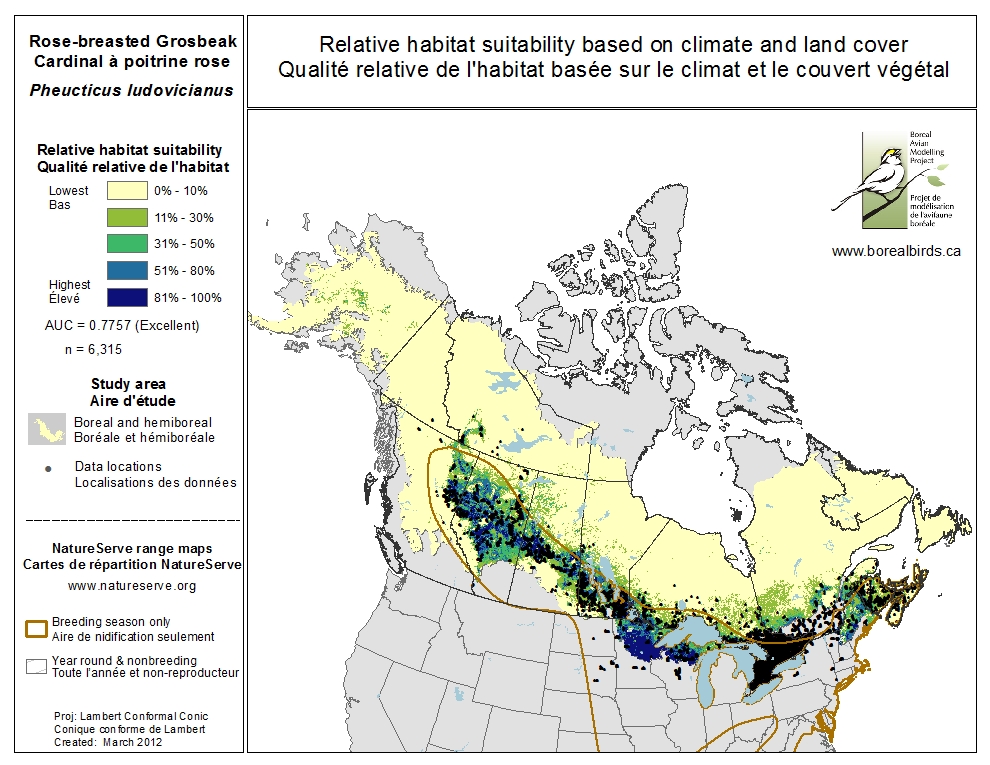 Rose-breasted Grosbeak
Cardinal à poitrine rose
Pheucticus ludovicianus
Relative habitat suitability based on climate and land cover
Qualité relative de l'habitat basée sur le climat et le couvert végétal
Relative habitat suitability
Qualité relative de l'habitat
Lowest
Bas
0% - 10%
11% - 30%
31% - 50%
51% - 80%
Highest
Élevé
81% - 100%
AUC = 0.7757 (Excellent)
n = 6,315
Study area
Aire d'étude
Boreal and hemiboreal
Boréale et hémiboréale
Data locations
Localisations des données
NatureServe range maps
Cartes de répartition NatureServe
www.natureserve.org
Breeding season only
Aire de nidification seulement
Year round & nonbreeding
Toute l'année et non-reproducteur
Proj: Lambert Conformal Conic
Conique conforme de Lambert
Created: March 2012
Boreal
Avian
Modelling
Project
Projet de
modélisation
de l'avifaune
boréale
www.borealbirds.ca